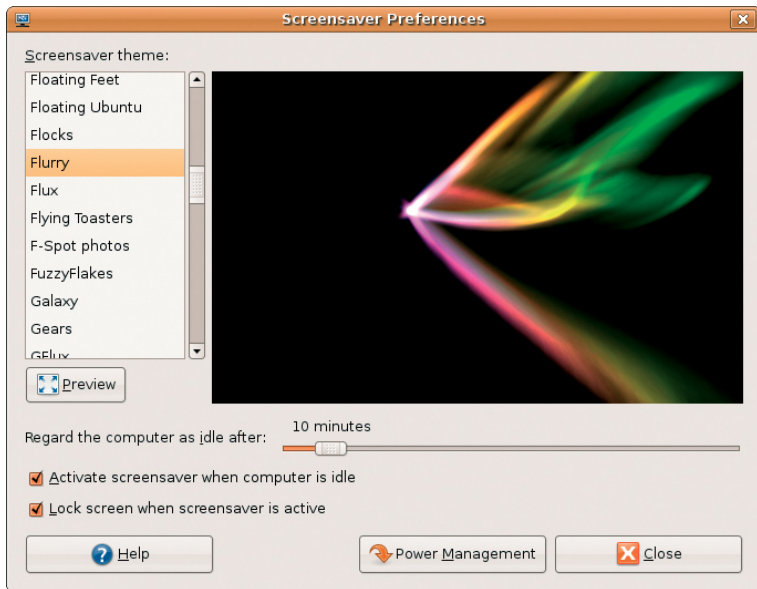 Screensaver Preferences
Screensaver theme:
Floating Feet
Floating Ubuntu
Flocks
Flurry
Flux
Flying Toasters
F-Spot photos
FuzzyFlakes
Galaxy
Gears
GFlux
Preview
Regard the computer as idle after:
10 minutes
Activate screensaver when computer is idle
Lock screen when screensaver is active
Help
Power Management
Close